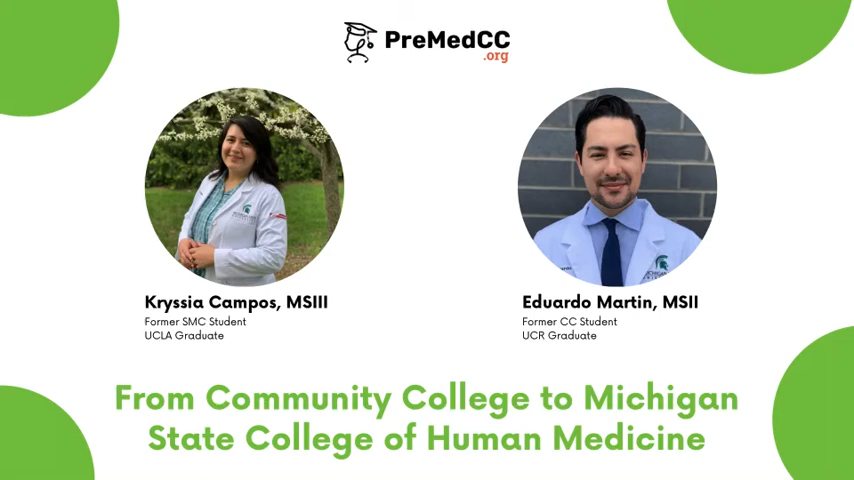 PreMedCC
.org
Kryssia Campos, MSIII
Former SMC Student
UCLA Graduate
Eduardo Martin, MSII
Former CC Student
UCR Graduate
From Community College to Michigan
State College of Human Medicine